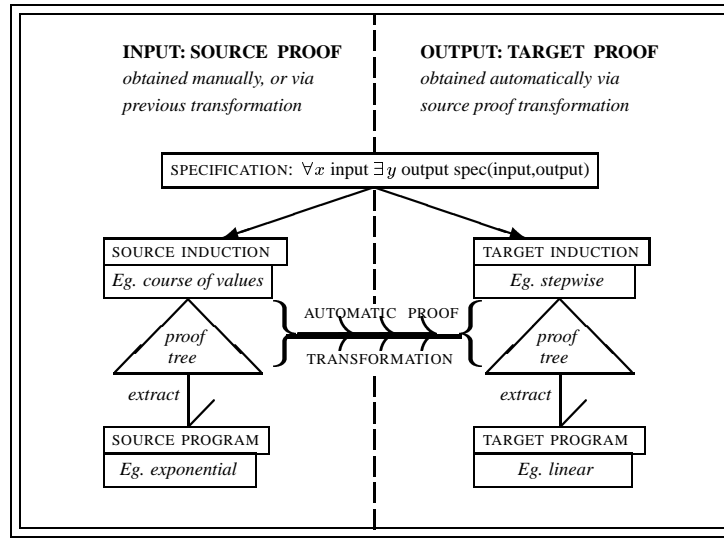 INPUT: SOURCE PROOF
obtained manually, or via
previous transformation
OUTPUT: TARGET PROOF
obtained automatically via
source proof transformation
SPECIFICATION: ∀x input ∃y output spec(input,output)
SOURCE INDUCTION
Eg. course of values
TARGET INDUCTION
Eg. stepwise
AUTOMATIC PROOF
TRANSFORMATION
proof
tree
proof
tree
extract
extract
SOURCE PROGRAM
Eg. exponential
TARGET PROGRAM
Eg. linear